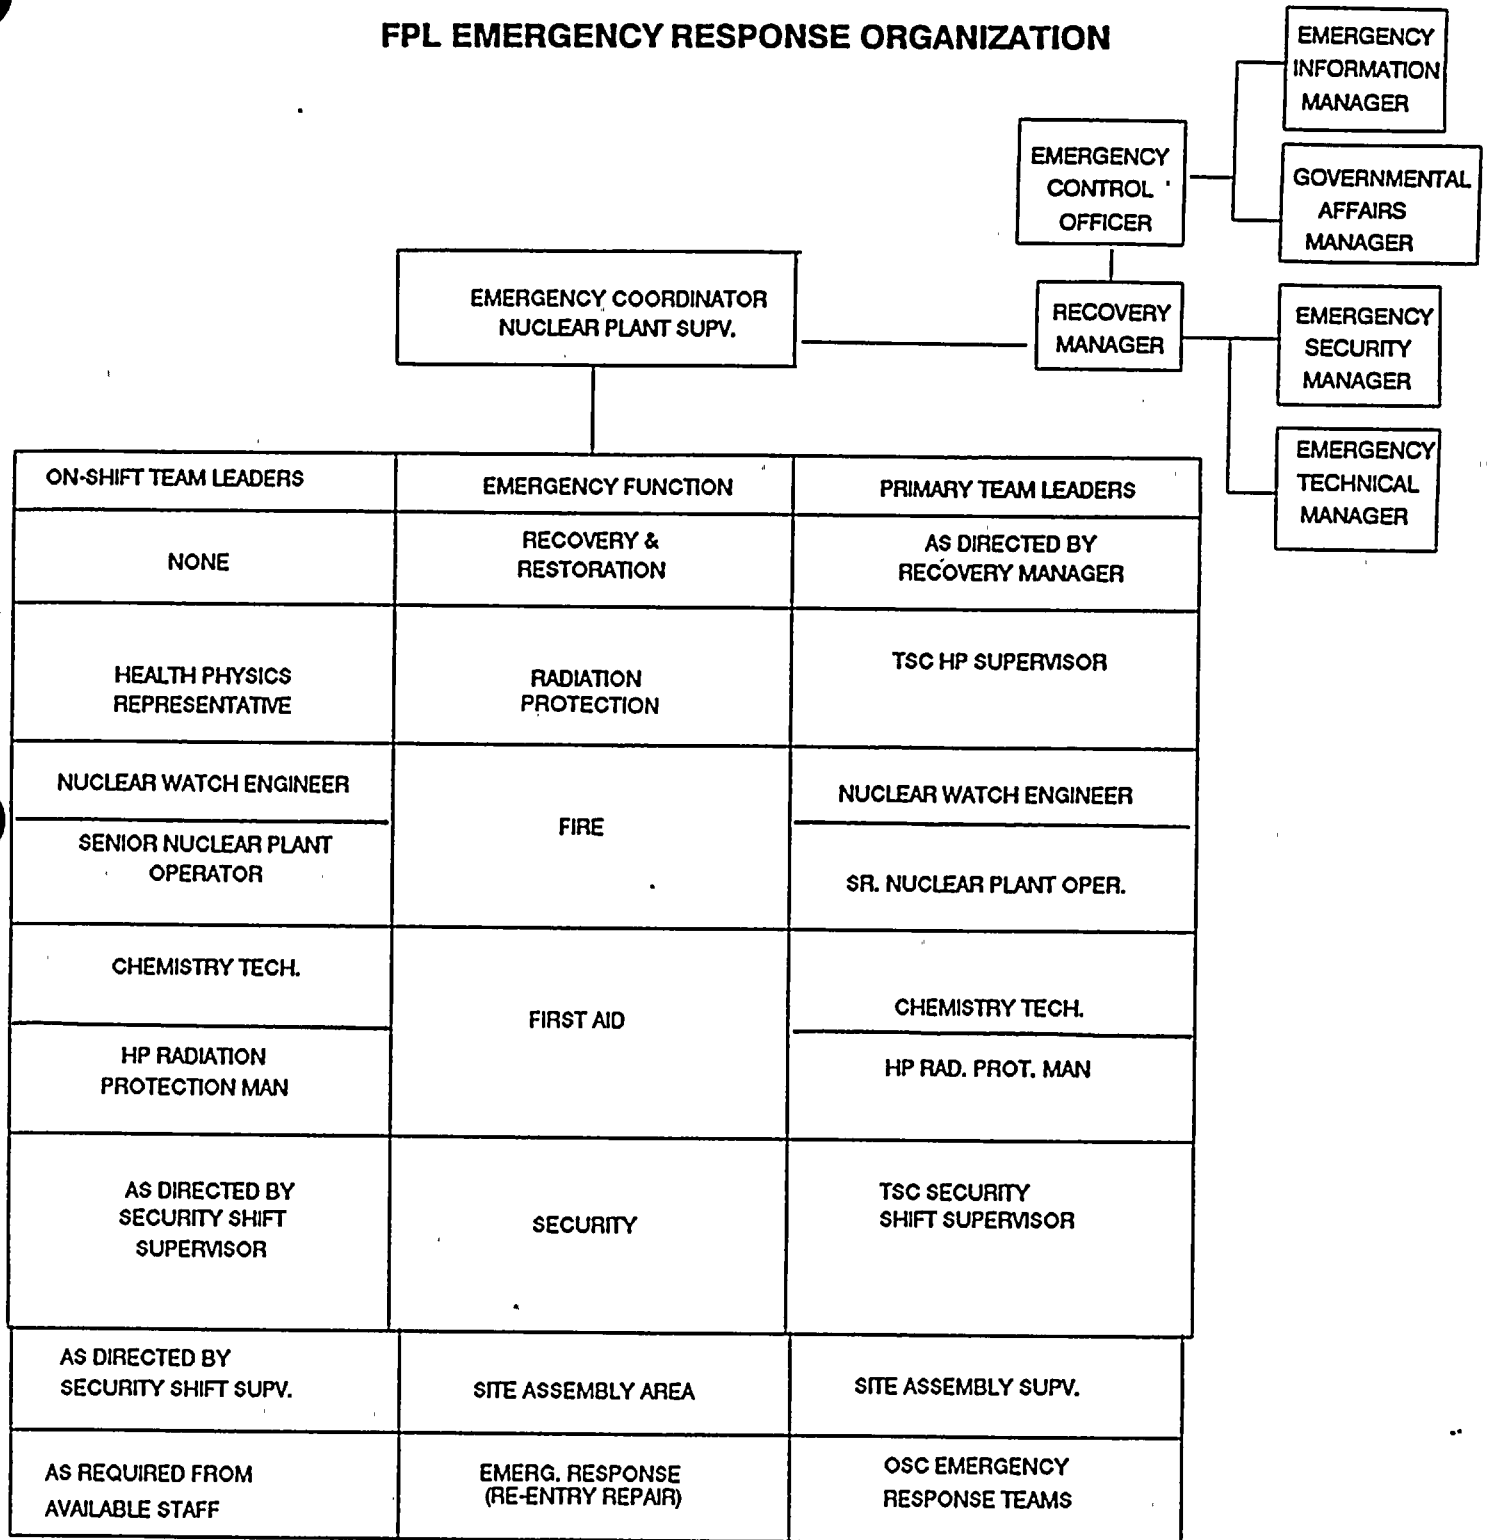 FPL EMERGENCY RESPONSE ORGANIZATION
EMERGENCY
INFORMATION
MANAGER
EMERGENCY
CONTROL
OFFICER
GOVERNMENTAL
AFFAIRS
MANAGER
EMERGENCY COORDINATOR
NUCLEAR PLANT SUPV.
RECOVERY
MANAGER
EMERGENCY
SECURITY
MANAGER
EMERGENCY
TECHNICAL
MANAGER
ON-SHIFT TEAM LEADERS
EMERGENCY FUNCTION
PRIMARY TEAM LEADERS
NONE
RECOVERY &
RESTORATION
AS DIRECTED BY
RECOVERY MANAGER
HEALTH PHYSICS
REPRESENTATIVE
RADIATION
PROTECTION
TSC HP SUPERVISOR
NUCLEAR WATCH ENGINEER
SENIOR NUCLEAR PLANT
OPERATOR
FIRE
NUCLEAR WATCH ENGINEER
SR. NUCLEAR PLANT OPER.
CHEMISTRY TECH.
HP RADIATION
PROTECTION MAN
FIRST AID
CHEMISTRY TECH.
HP RAD. PROT. MAN
AS DIRECTED BY
SECURITY SHIFT
SUPERVISOR
SECURITY
TSC SECURITY
SHIFT SUPERVISOR
AS DIRECTED BY
SECURITY SHIFT SUPV.
SITE ASSEMBLY AREA
SITE ASSEMBLY SUPV.
AS REQUIRED FROM
AVAILABLE STAFF
EMERG. RESPONSE
(RE-ENTRY REPAIR)
OSC EMERGENCY
RESPONSE TEAMS